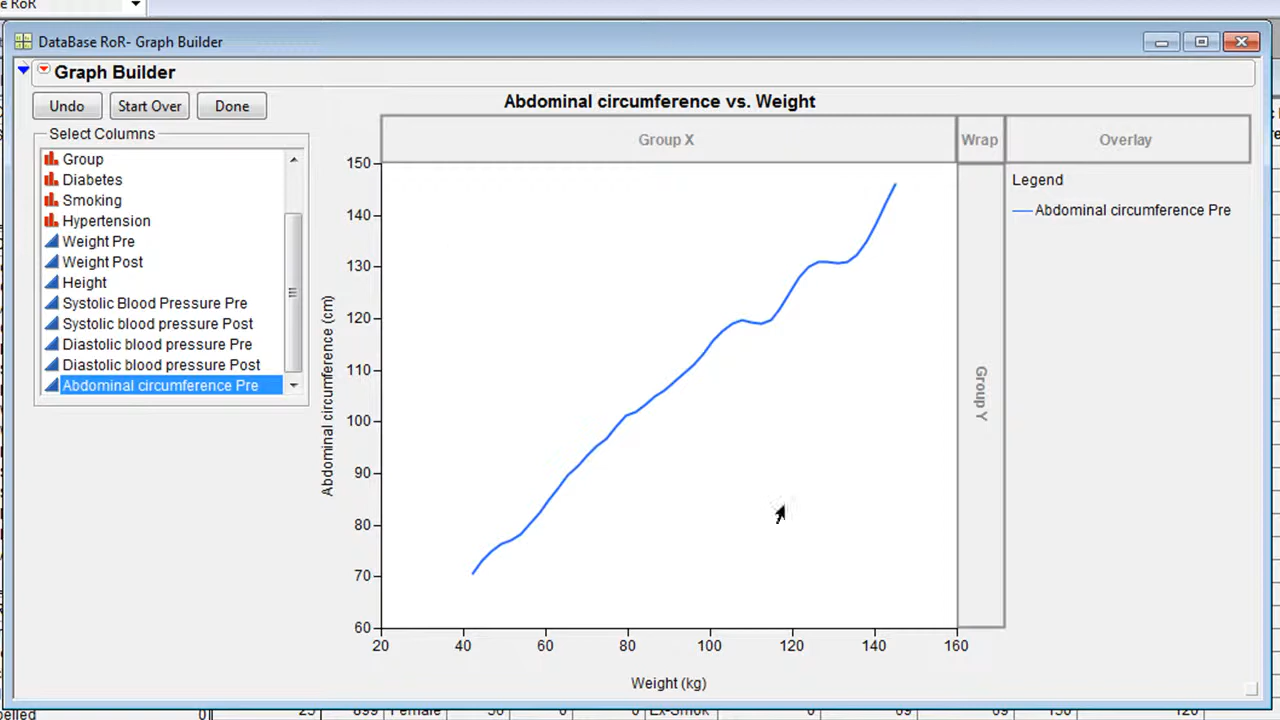 e RoR
DataBase RoR- Graph Builder
Graph Builder
Undo
Start Over
Done
Select Columns
Group
Diabetes
Smoking
Hypertension
Weight Pre
Weight Post
Height
Systolic Blood Pressure Pre
Systolic blood pressure Post
Diastolic blood pressure Pre
Diastolic blood pressure Post
Abdominal circumference Pre
Abdominal circumference vs. Weight
Group X
Wrap
Overlay
Group Y
Legend
Abdominal circumference Pre
Abdominal circumference (cm)
150
140
130
120
110
100
90
80
70
60
20 40 60 80 100 120 140 160
Weight (kg)